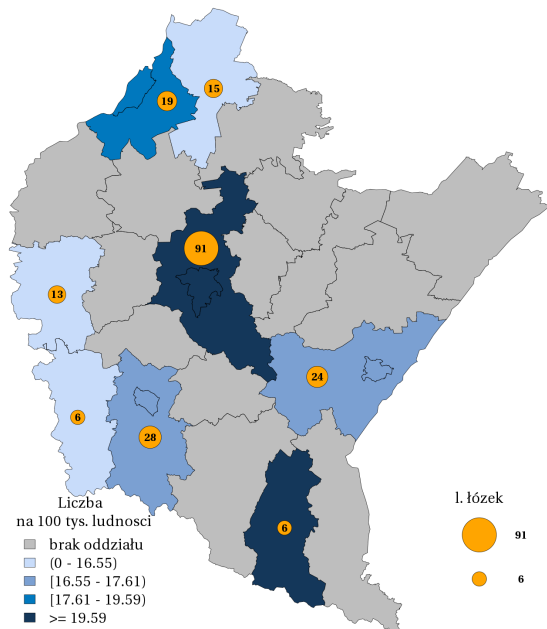 15
19
91
13
24
6
28
6
Liczba
na 100 tys. ludnosci
brak oddziału
(0 - 16.55)
[16.55 - 17.61)
[17.61 - 19.59)
>= 19.59
l. łózek
91
6